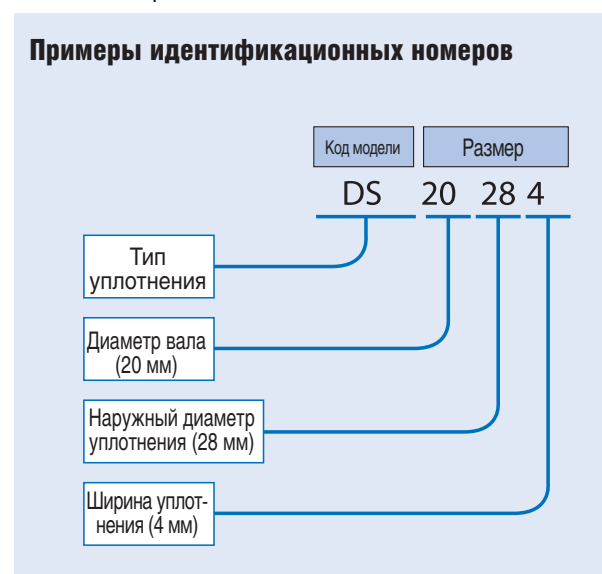 Примеры идентификационных номеров
Код модели Размер
DS 20 28 4
Тип
уплотнения
Диаметр вала
(20 мм)
Наружный диаметр
уплотнения (28 мм)
Ширина уплот-
нения (4 мм)